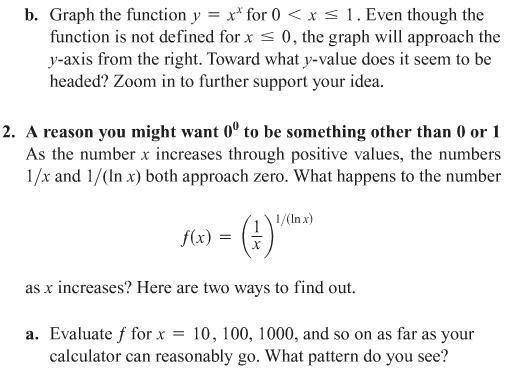 b. Graph the function y = xˣ for 0 < x ≤ 1. Even though the
function is not defined for x ≤ 0, the graph will approach the
y-axis from the right. Toward what y-value does it seem to be
headed? Zoom in to further support your idea.
2. A reason you might want 0⁰ to be something other than 0 or 1
As the number x increases through positive values, the numbers
1/x and 1/(ln x) both approach zero. What happens to the number
f(x) = (1/x)^1/(ln x)
as x increases? Here are two ways to find out.
a. Evaluate f for x = 10, 100, 1000, and so on as far as your
calculator can reasonably go. What pattern do you see?